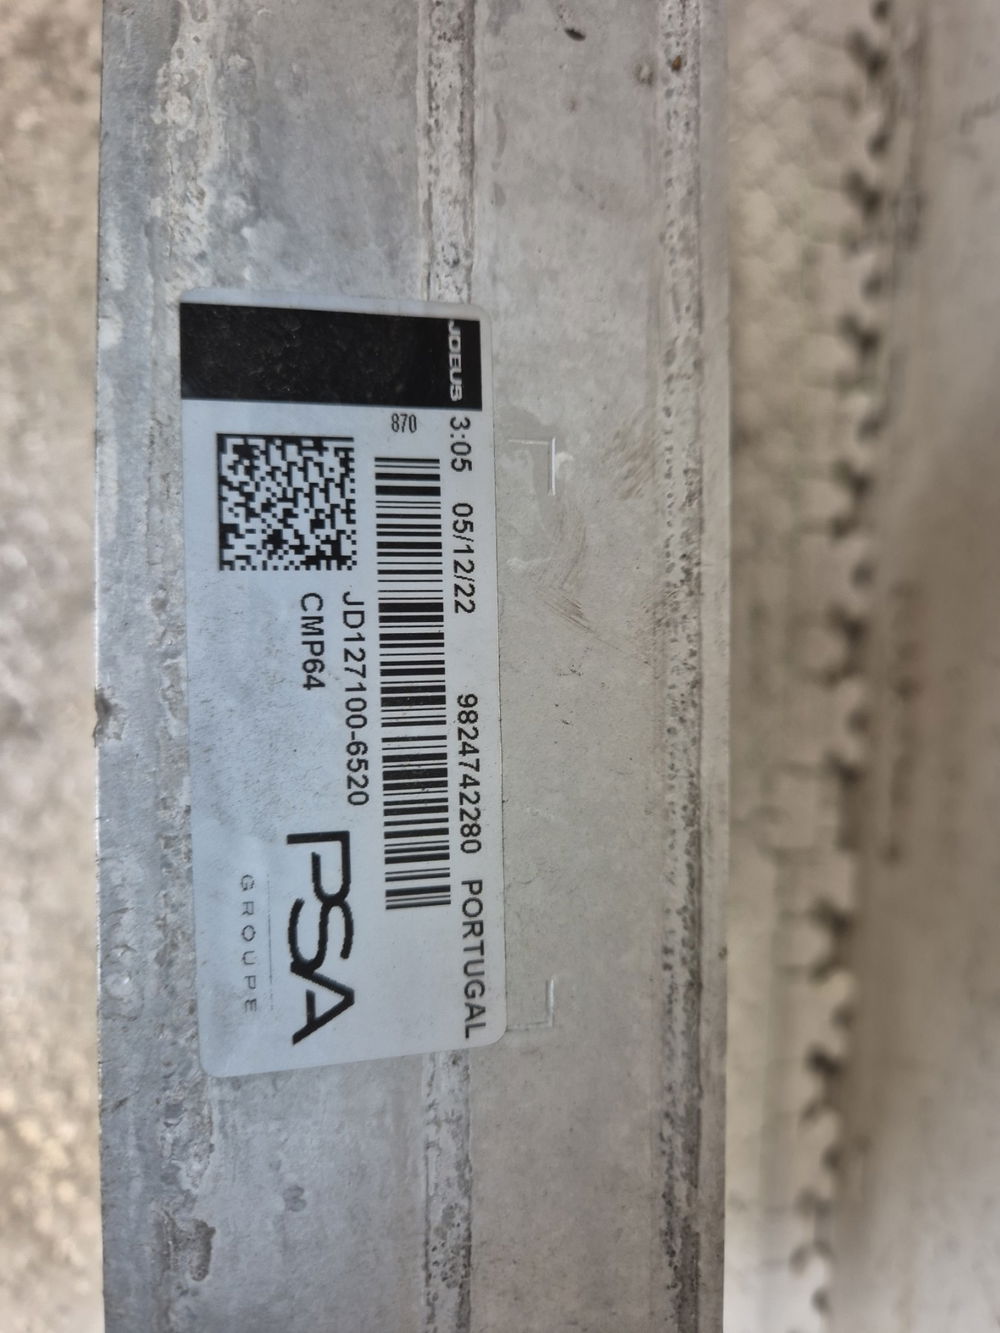 JDEUS 3:05 05/12/22 9824742280 PORTUGAL
870
JD127100-6520
CMP64
PSA
GROUPE